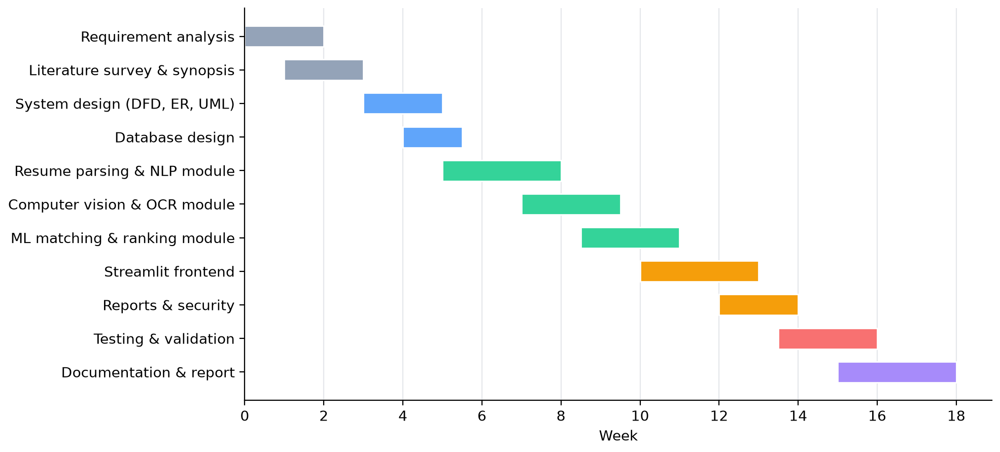 Requirement analysis
Literature survey & synopsis
System design (DFD, ER, UML)
Database design
Resume parsing & NLP module
Computer vision & OCR module
ML matching & ranking module
Streamlit frontend
Reports & security
Testing & validation
Documentation & report
0 2 4 6 8 10 12 14 16 18
Week